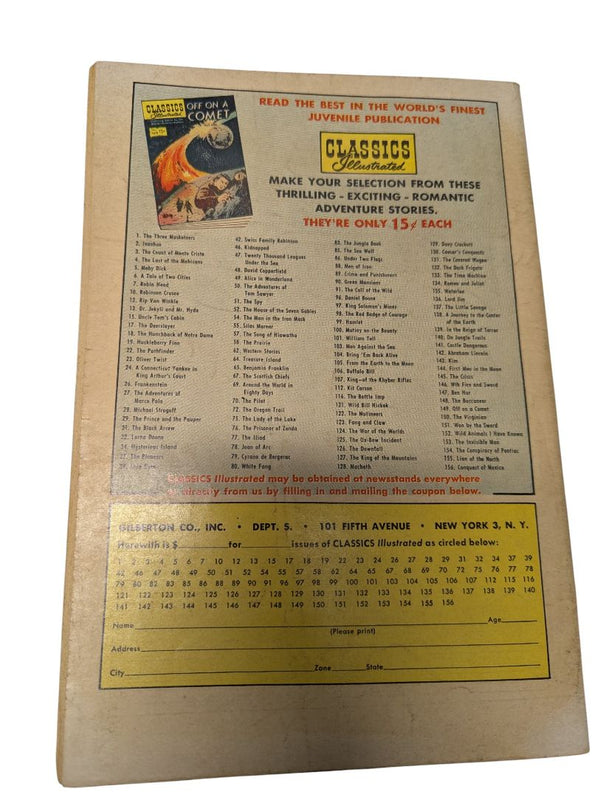 CLASSICS
Illustrated
OFF ON A
COMET
15¢
READ THE BEST IN THE WORLD'S FINEST
JUVENILE PUBLICATION
CLASSICS
Illustrated
MAKE YOUR SELECTION FROM THESE
THRILLING - EXCITING - ROMANTIC
ADVENTURE STORIES.
THEY'RE ONLY 15¢ EACH
1. The Three Musketeers
2. Ivanhoe
3. The Count of Monte Cristo
4. The Last of the Mohicans
5. Moby Dick
6. A Tale of Two Cities
7. Robin Hood
10. Robinson Crusoe
12. Rip Van Winkle
13. Dr. Jekyll and Mr. Hyde
15. Uncle Tom's Cabin
17. The Deerslayer
18. The Hunchback of Notre Dame
19. Huckleberry Finn
22. The Pathfinder
23. Oliver Twist
24. A Connecticut Yankee in
King Arthur's Court
26. Frankenstein
27. The Adventures of
Marco Polo
28. Michael Strogoff
29. The Prince and the Pauper
31. The Black Arrow
32. Lorna Doone
34. Mysterious Island
37. The Pioneers
39. Jane Eyre
42. Swiss Family Robinson
46. Kidnapped
47. Twenty Thousand Leagues
Under the Sea
48. David Copperfield
49. Alice in Wonderland
50. The Adventures of
Tom Sawyer
51. The Spy
52. The House of the Seven Gables
54. The Man in the Iron Mask
55. Silas Marner
57. The Song of Hiawatha
58. The Prairie
62. Western Stories
64. Treasure Island
65. Benjamin Franklin
67. The Scottish Chiefs
69. Around the World in
Eighty Days
70. The Pilot
72. The Oregon Trail
75. The Lady of the Lake
76. The Prisoner of Zenda
77. The Iliad
78. Joan of Arc
79. Cyrano de Bergerac
80. White Fang
83. The Jungle Book
85. The Sea Wolf
86. Under Two Flags
88. Men of Iron
89. Crime and Punishment
90. Green Mansions
91. The Call of the Wild
96. Daniel Boone
97. King Solomon's Mines
98. The Red Badge of Courage
99. Hamlet
100. Mutiny on the Bounty
101. William Tell
103. Men Against the Sea
104. Bring 'Em Back Alive
105. From the Earth to the Moon
106. Buffalo Bill
107. King—of the Khyber Rifles
112. Kit Carson
116. The Bottle Imp
121. Wild Bill Hickok
122. The Mutineers
123. Fang and Claw
124. The War of the Worlds
125. The Ox-Bow Incident
126. The Downfall
127. The King of the Mountains
128. Macbeth
129. Davy Crockett
130. Caesar's Conquests
131. The Covered Wagon
132. The Dark Frigate
133. The Time Machine
134. Romeo and Juliet
135. Waterloo
136. Lord Jim
137. The Little Savage
138. A Journey to the Center
of the Earth
139. In the Reign of Terror
140. On Jungle Trails
141. Castle Dangerous
142. Abraham Lincoln
143. Kim
144. First Men in the Moon
145. The Crisis
146. With Fire and Sword
147. Ben Hur
148. The Buccaneer
149. Off on a Comet
150. The Virginian
151. Won by the Sword
152. Wild Animals I Have Known
153. The Invisible Man
154. The Conspiracy of Pontiac
155. Lion of the North
156. Conquest of Mexico
CLASSICS Illustrated may be obtained at newsstands everywhere
or directly from us by filling in and mailing the coupon below.
GILBERTON CO., INC. • DEPT. S. • 101 FIFTH AVENUE • NEW YORK 3, N. Y.
Herewith is $ for issues of CLASSICS Illustrated as circled below:
1 2 3 4 5 6 7 10 12 13 15 17 18 19 22 23 24 26 27 28 29 31 32 34 37 39
42 46 47 48 49 50 51 52 54 55 57 58 62 64 65 67 69 70 72 75 76 77 78
79 80 83 85 86 88 89 90 91 96 97 98 99 100 101 103 104 105 106 107 112 116
121 122 123 124 125 126 127 128 129 130 131 132 133 134 135 136 137 138 139 140
141 142 143 144 145 146 147 148 149 150 151 152 153 154 155 156
Name Age
(Please print)
Address
City Zone State